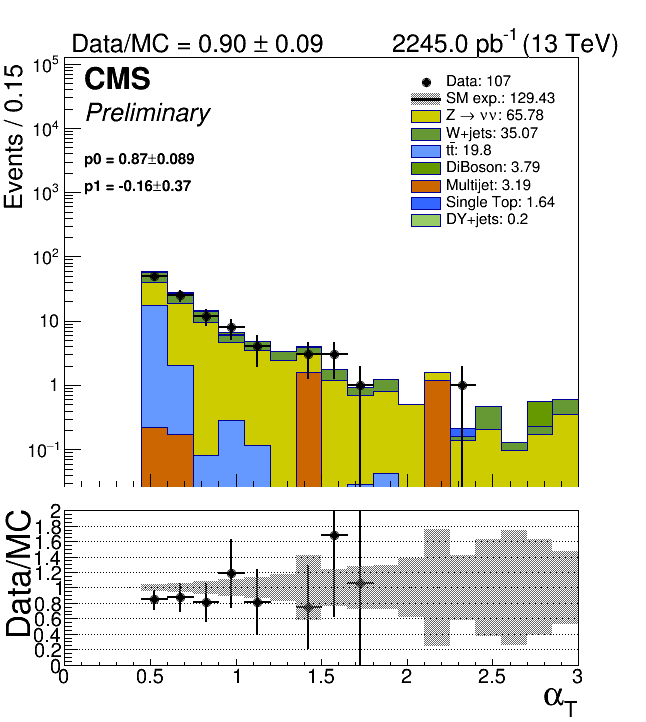 Data/MC = 0.90 ± 0.09
2245.0 pb⁻¹ (13 TeV)
Events / 0.15
10⁵
10⁴
10³
10²
10
1
10⁻¹
CMS
Preliminary
p0 = 0.87±0.089
p1 = -0.16±0.37
Data: 107
SM exp.: 129.43
Z → νν: 65.78
W+jets: 35.07
tt̄: 19.8
DiBoson: 3.79
Multijet: 3.19
Single Top: 1.64
DY+jets: 0.2
Data/MC
2
1.8
1.6
1.4
1.2
1
0.8
0.6
0.4
0.2
0
0 0.5 1 1.5 2 2.5 3
α_T